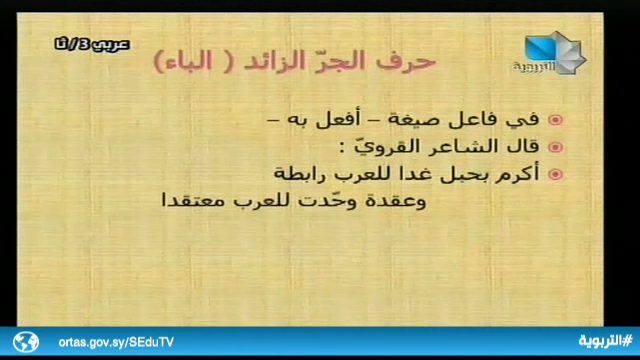 عربي 3/ثا
التربوية
حرف الجرّ الزائد ( الباء)
في فاعل صيغة – أفعل به –
قال الشاعر القرويّ :
أكرم بحبل غدا للعرب رابطة
وعقدة وحّدت للعرب معتقدا
ortas.gov.sy/SEduTV
#التربوية